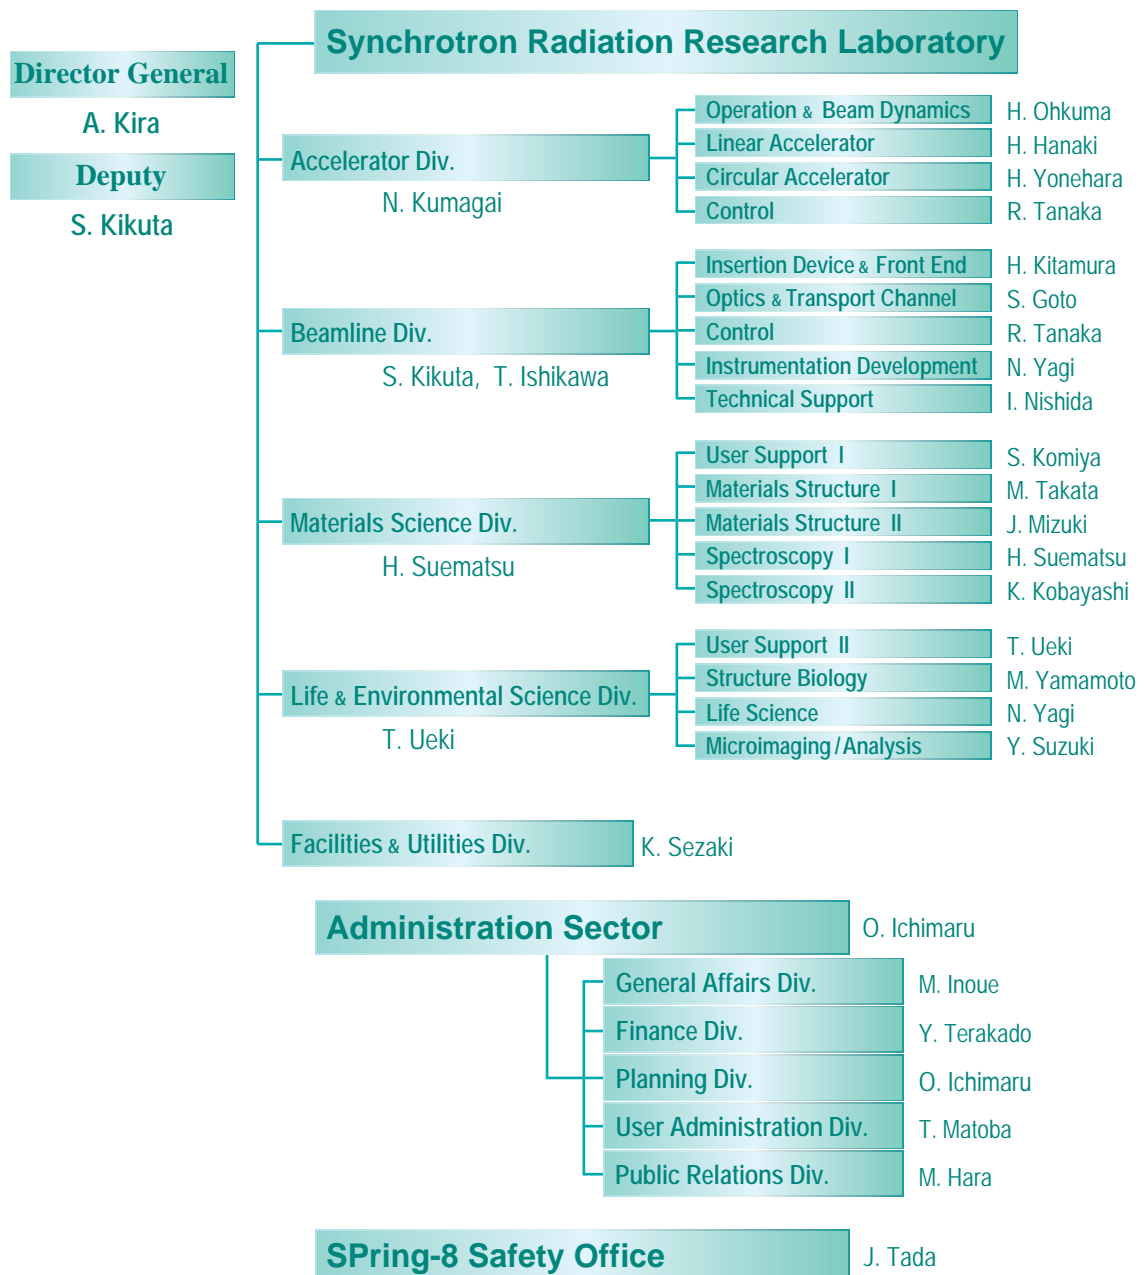 Synchrotron Radiation Research Laboratory
Director General
A. Kira
Deputy
S. Kikuta
Accelerator Div.
N. Kumagai
Operation & Beam Dynamics H. Ohkuma
Linear Accelerator H. Hanaki
Circular Accelerator H. Yonehara
Control R. Tanaka
Beamline Div.
S. Kikuta, T. Ishikawa
Insertion Device & Front End H. Kitamura
Optics & Transport Channel S. Goto
Control R. Tanaka
Instrumentation Development N. Yagi
Technical Support I. Nishida
Materials Science Div.
H. Suematsu
User Support I S. Komiya
Materials Structure I M. Takata
Materials Structure II J. Mizuki
Spectroscopy I H. Suematsu
Spectroscopy II K. Kobayashi
Life & Environmental Science Div.
T. Ueki
User Support II T. Ueki
Structure Biology M. Yamamoto
Life Science N. Yagi
Microimaging/Analysis Y. Suzuki
Facilities & Utilities Div. K. Sezaki
Administration Sector O. Ichimaru
General Affairs Div. M. Inoue
Finance Div. Y. Terakado
Planning Div. O. Ichimaru
User Administration Div. T. Matoba
Public Relations Div. M. Hara
SPring-8 Safety Office J. Tada